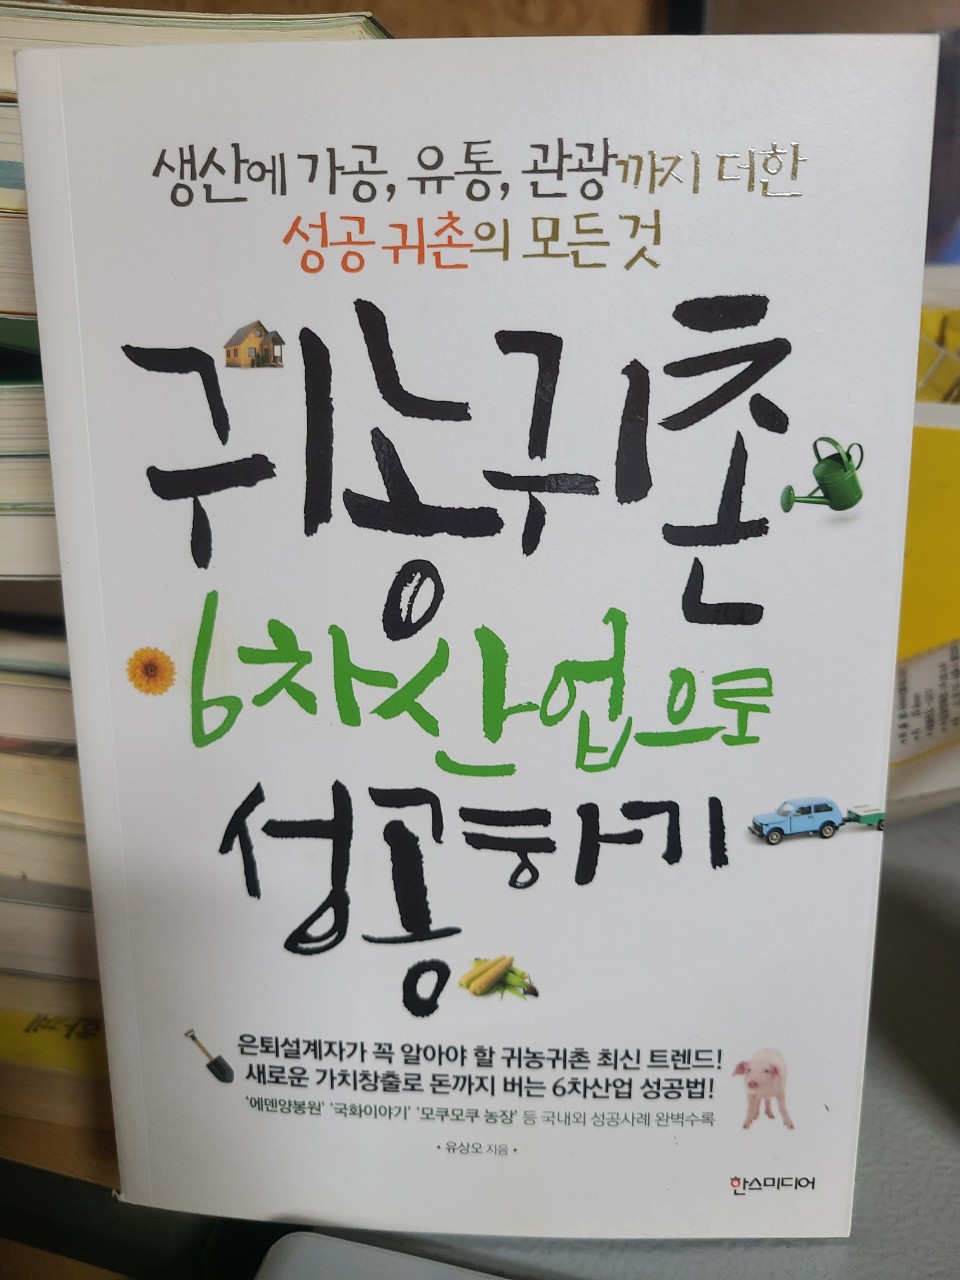 생산에 가공, 유통, 관광까지 더한
성공 귀촌의 모든 것
귀농귀촌
6차산업으로
성공하기
은퇴설계자가 꼭 알아야 할 귀농귀촌 최신 트렌드!
새로운 가치창출로 돈까지 버는 6차산업 성공법!
'에덴양봉원' '국화이야기' '모쿠모쿠 농장' 등 국내외 성공사례 완벽수록
• 유상오 지음 •
한스미디어